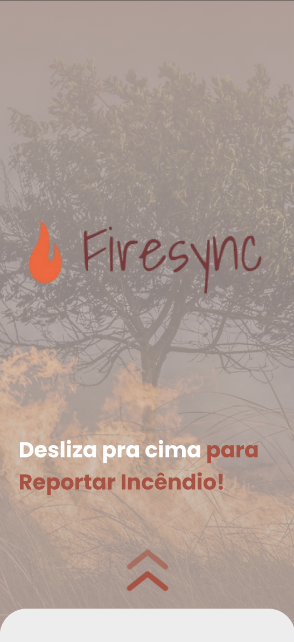 Firesync
Desliza pra cima para
Reportar Incêndio!